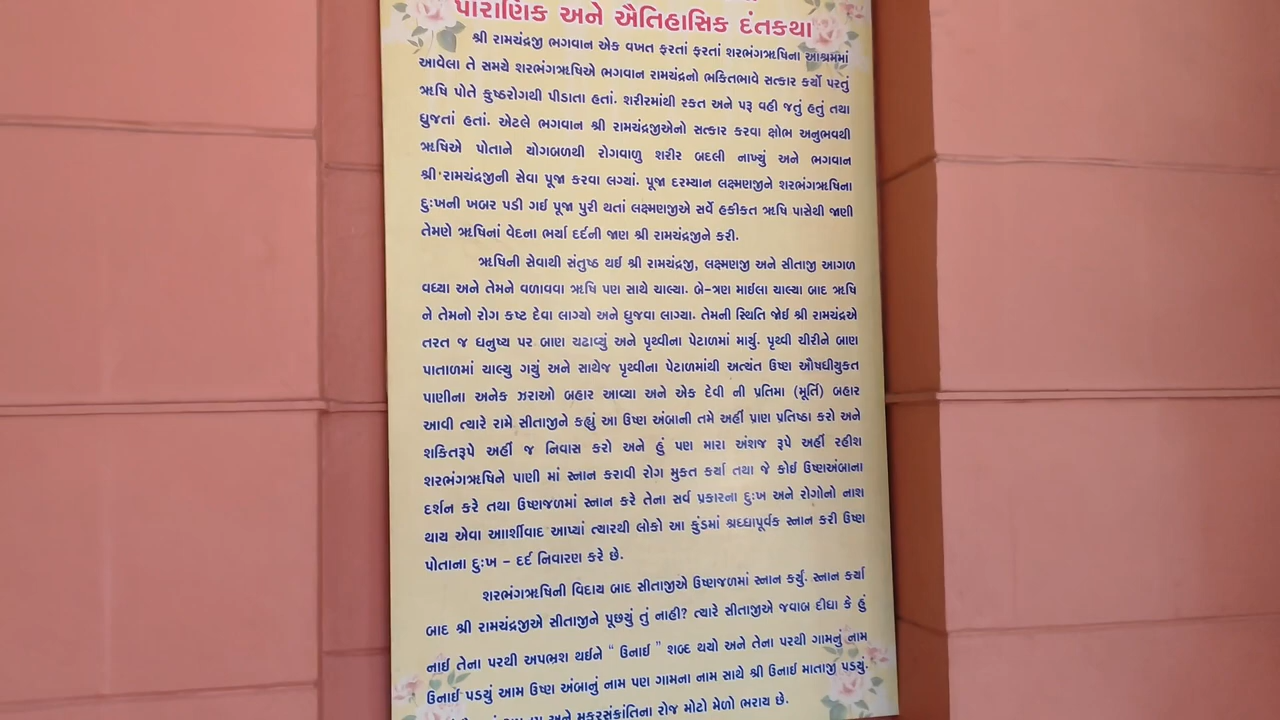 પૌરાણિક અને ઐતિહાસિક દંતકથા
શ્રી રામચંદ્રજી ભગવાન એક વખત ફરતાં ફરતાં શરભંગઋષિના આશ્રમમાં
આવેલા તે સમયે શરભંગઋષિએ ભગવાન રામચંદ્રનો ભકિતભાવે સત્કાર કર્યો પરતું
ઋષિ પોતે કુષ્ઠરોગથી પીડાતા હતાં. શરીરમાંથી રકત અને પરૂ વહી જતું હતું તથા
ધ્રુજતાં હતાં. એટલે ભગવાન શ્રી રામચંદ્રજીએનો સત્કાર કરવા ક્ષોભ અનુભવથી
ઋષિએ પોતાને યોગબળથી રોગવાળુ શરીર બદલી નાખ્યું અને ભગવાન
શ્રી રામચંદ્રજીની સેવા પૂજા કરવા લગ્યાં. પૂજા દરમ્યાન લક્ષ્મણજીને શરભંગઋષિના
દુઃખની ખબર પડી ગઈ પૂજા પુરી થતાં લક્ષ્મણજીએ સર્વે હકીકત ઋષિ પાસેથી જાણી
તેમણે ઋષિનાં વેદના ભર્યા દર્દની જાણ શ્રી રામચંદ્રજીને કરી.
ઋષિની સેવાથી સંતુષ્ઠ થઈ શ્રી રામચંદ્રજી, લક્ષ્મણજી અને સીતાજી આગળ
વધ્યા અને તેમને વળાવવા ઋષિ પણ સાથે ચાલ્યા. બે-ત્રણ માઈલા ચાલ્યા બાદ ઋષિ
ને તેમનો રોગ કષ્ટ દેવા લાગ્યો અને ધ્રુજવા લાગ્યા. તેમની સ્થિતિ જોઈ શ્રી રામચંદ્રએ
તરત જ ધનુષ્ય પર બાણ ચઢાવ્યું અને પૃથ્વીના પેટાળમાં માર્યુ. પૃથ્વી ચીરીને બાણ
પાતાળમાં ચાલ્યુ ગયું અને સાથેજ પૃથ્વીના પેટાળમાંથી અત્યંત ઉષ્ણ ઔષધીયુકત
પાણીના અનેક ઝરાઓ બહાર આવ્યા અને એક દેવી ની પ્રતિમા (મૂર્તિ) બહાર
આવી ત્યારે રામે સીતાજીને કહ્યું આ ઉષ્ણ અંબાની તમે અહીં પ્રાણ પ્રતિષ્ઠા કરો અને
શકિતરૂપે અહીં જ નિવાસ કરો અને હું પણ મારા અંશજ રૂપે અહીં રહીશ
શરભંગઋષિને પાણી માં સ્નાન કરાવી રોગ મુકત કર્યા તથા જે કોઈ ઉષ્ણઅંબાના
દર્શન કરે તથા ઉષ્ણજળમાં સ્નાન કરે તેના સર્વ પ્રકારના દુઃખ અને રોગોનો નાશ
થાય એવા આાર્શીવાદ આપ્યાં ત્યારથી લોકો આ કુંડમાં શ્રદ્ધાપૂર્વક સ્નાન કરી ઉષ્ણ
પોતાના દુઃખ - દર્દ નિવારણ કરે છે.
શરભંગઋષિની વિદાય બાદ સીતાજીએ ઉષ્ણજળમાં સ્નાન કર્યું. સ્નાન કર્યા
બાદ શ્રી રામચંદ્રજીએ સીતાજીને પૂછયું તું નાહી? ત્યારે સીતાજીએ જવાબ દીધા કે હું
નાઈ તેના પરથી અપભ્રશ થઈને “ ઉનાઈ ” શબ્દ થયો અને તેના પરથી ગામનું નામ
ઉનાઈ પડયું આમ ઉષ્ણ અંબાનું નામ પણ ગામના નામ સાથે શ્રી ઉનાઈ માતાજી પડયું.
અને મકરસંક્રાંતિના રોજ મોટો મેળો ભરાય છે.